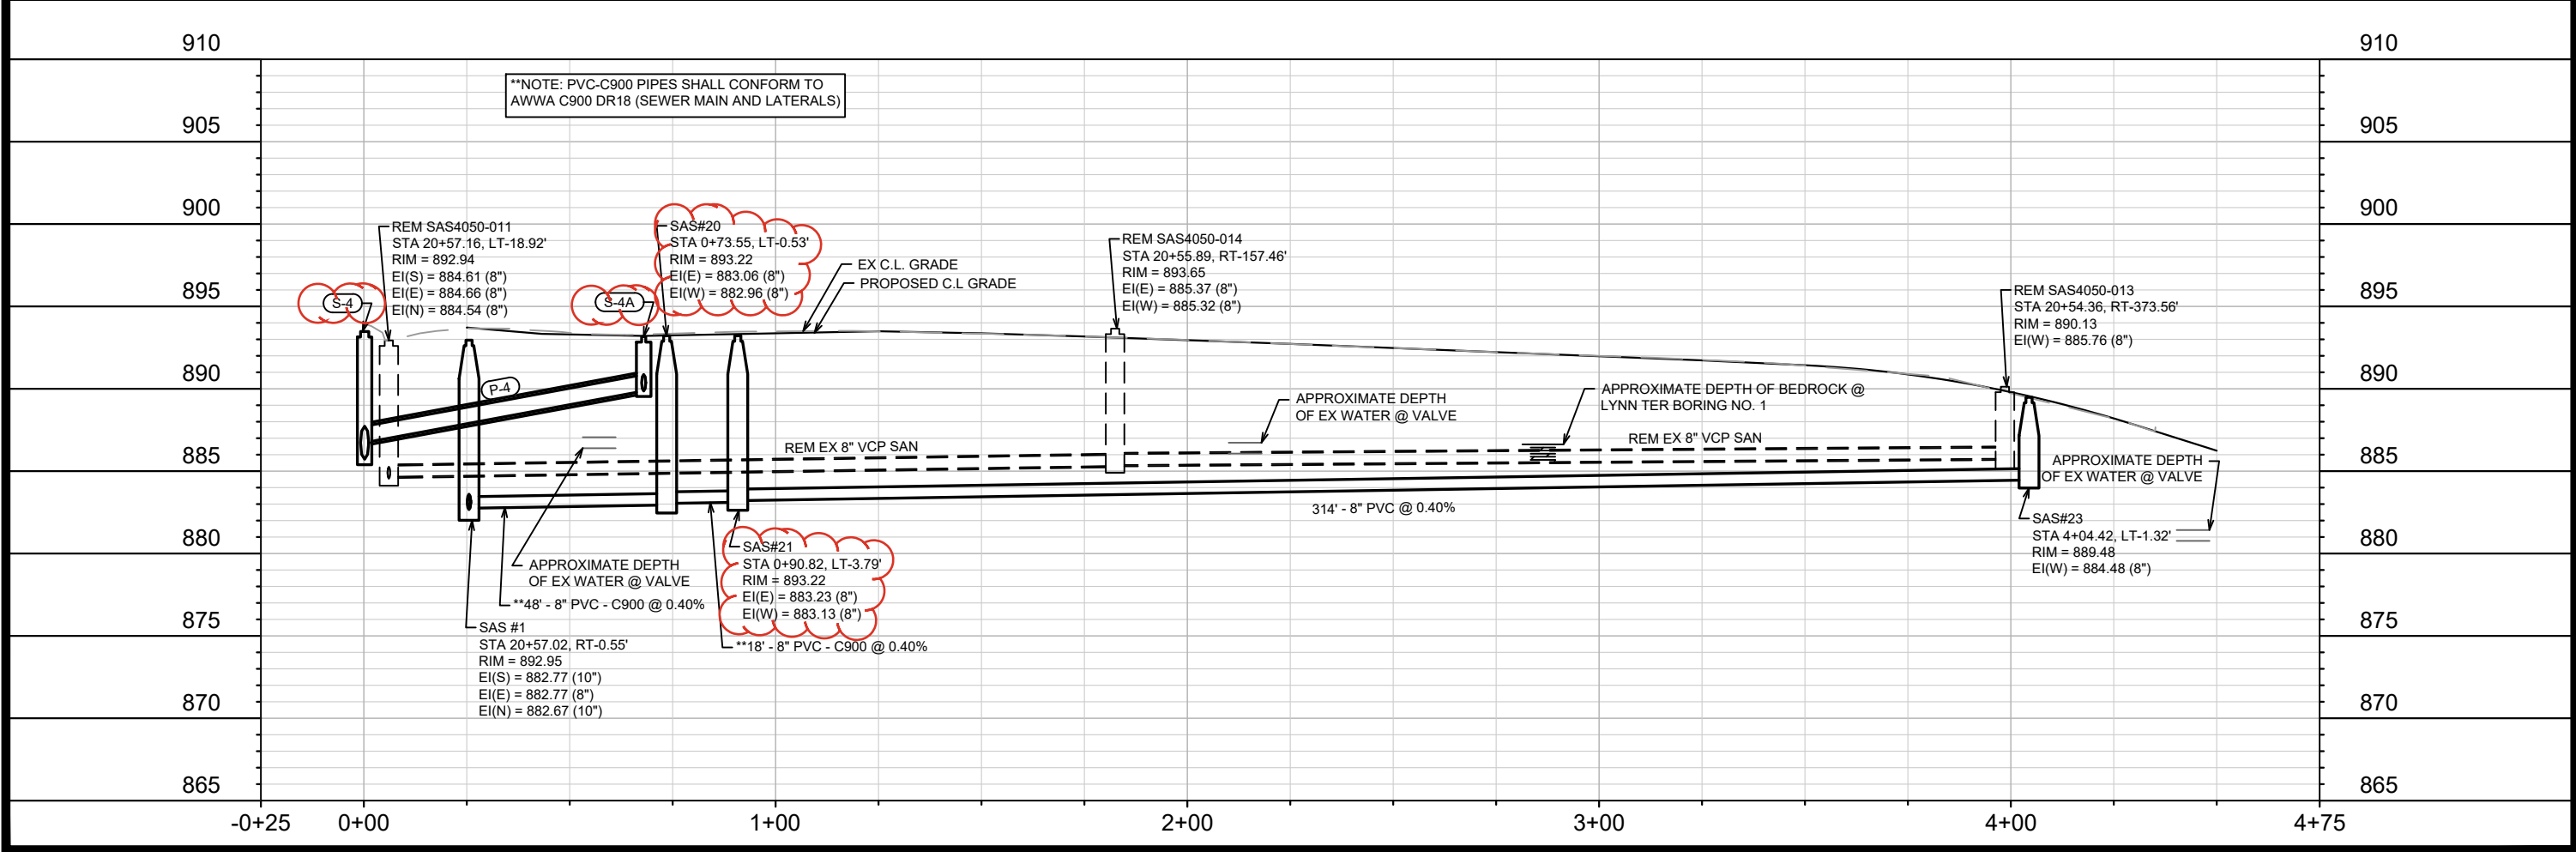 910
910
**NOTE: PVC-C900 PIPES SHALL CONFORM TO
AWWA C900 DR18 (SEWER MAIN AND LATERALS)
905
905
900
900
REM SAS4050-011
STA 20+57.16, LT-18.92'
RIM = 892.94
EI(S) = 884.61 (8")
EI(E) = 884.66 (8")
EI(N) = 884.54 (8")
SAS#20
STA 0+73.55, LT-0.53'
RIM = 893.22
EI(E) = 883.06 (8")
EI(W) = 882.96 (8")
EX C.L. GRADE
PROPOSED C.L GRADE
REM SAS4050-014
STA 20+55.89, RT-157.46'
RIM = 893.65
EI(E) = 885.37 (8")
EI(W) = 885.32 (8")
REM SAS4050-013
STA 20+54.36, RT-373.56'
RIM = 890.13
EI(W) = 885.76 (8")
895
895
S-4
S-4A
890
890
P-4
APPROXIMATE DEPTH
OF EX WATER @ VALVE
APPROXIMATE DEPTH OF BEDROCK @
LYNN TER BORING NO. 1
REM EX 8" VCP SAN
REM EX 8" VCP SAN
885
885
APPROXIMATE DEPTH
OF EX WATER @ VALVE
314' - 8" PVC @ 0.40%
SAS#23
STA 4+04.42, LT-1.32'
RIM = 889.48
EI(W) = 884.48 (8")
880
880
SAS#21
STA 0+90.82, LT-3.79'
RIM = 893.22
EI(E) = 883.23 (8")
EI(W) = 883.13 (8")
APPROXIMATE DEPTH
OF EX WATER @ VALVE
**48' - 8" PVC - C900 @ 0.40%
875
875
SAS #1
STA 20+57.02, RT-0.55'
RIM = 892.95
EI(S) = 882.77 (10")
EI(E) = 882.77 (8")
EI(N) = 882.67 (10")
**18' - 8" PVC - C900 @ 0.40%
870
870
865
865
-0+25
0+00
1+00
2+00
3+00
4+00
4+75